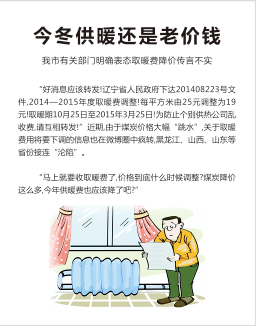 今冬供暖还是老价钱
我市有关部门明确表态取暖费降价传言不实
“好消息应该转发!辽宁省人民政府下达201408223号文
件,2014—2015年度取暖费调整!每平方米由25元调整为19
元!取暖期10月25日至2015年3月25日!为防止个别供热公司乱
收费,请互相转发!”近期,由于煤炭价格大幅“跳水”,关于取暖
费用将要下调的信息也在微博圈中疯转,黑龙江、山西、山东等
省份接连“沦陷”。
“马上就要收取暖费了,价格到底什么时候调整?煤炭降价
这么多,今年供暖费也应该降了吧?”